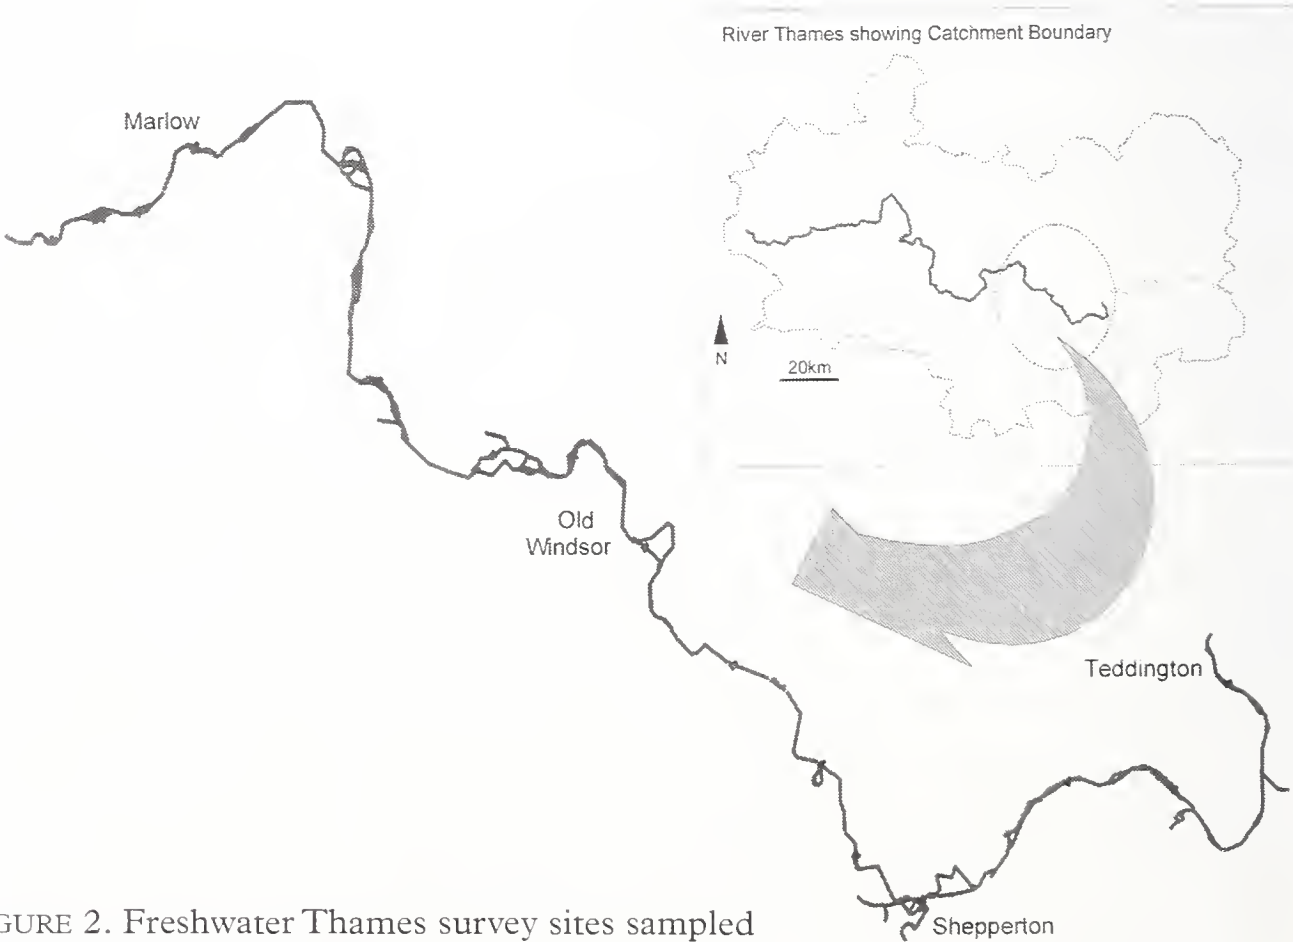 River Thames showing Catchment Boundary
Marlow
N
20km
Old
Windsor
Teddington
GURE 2. Freshwater Thames survey sites sampled
Shepperton